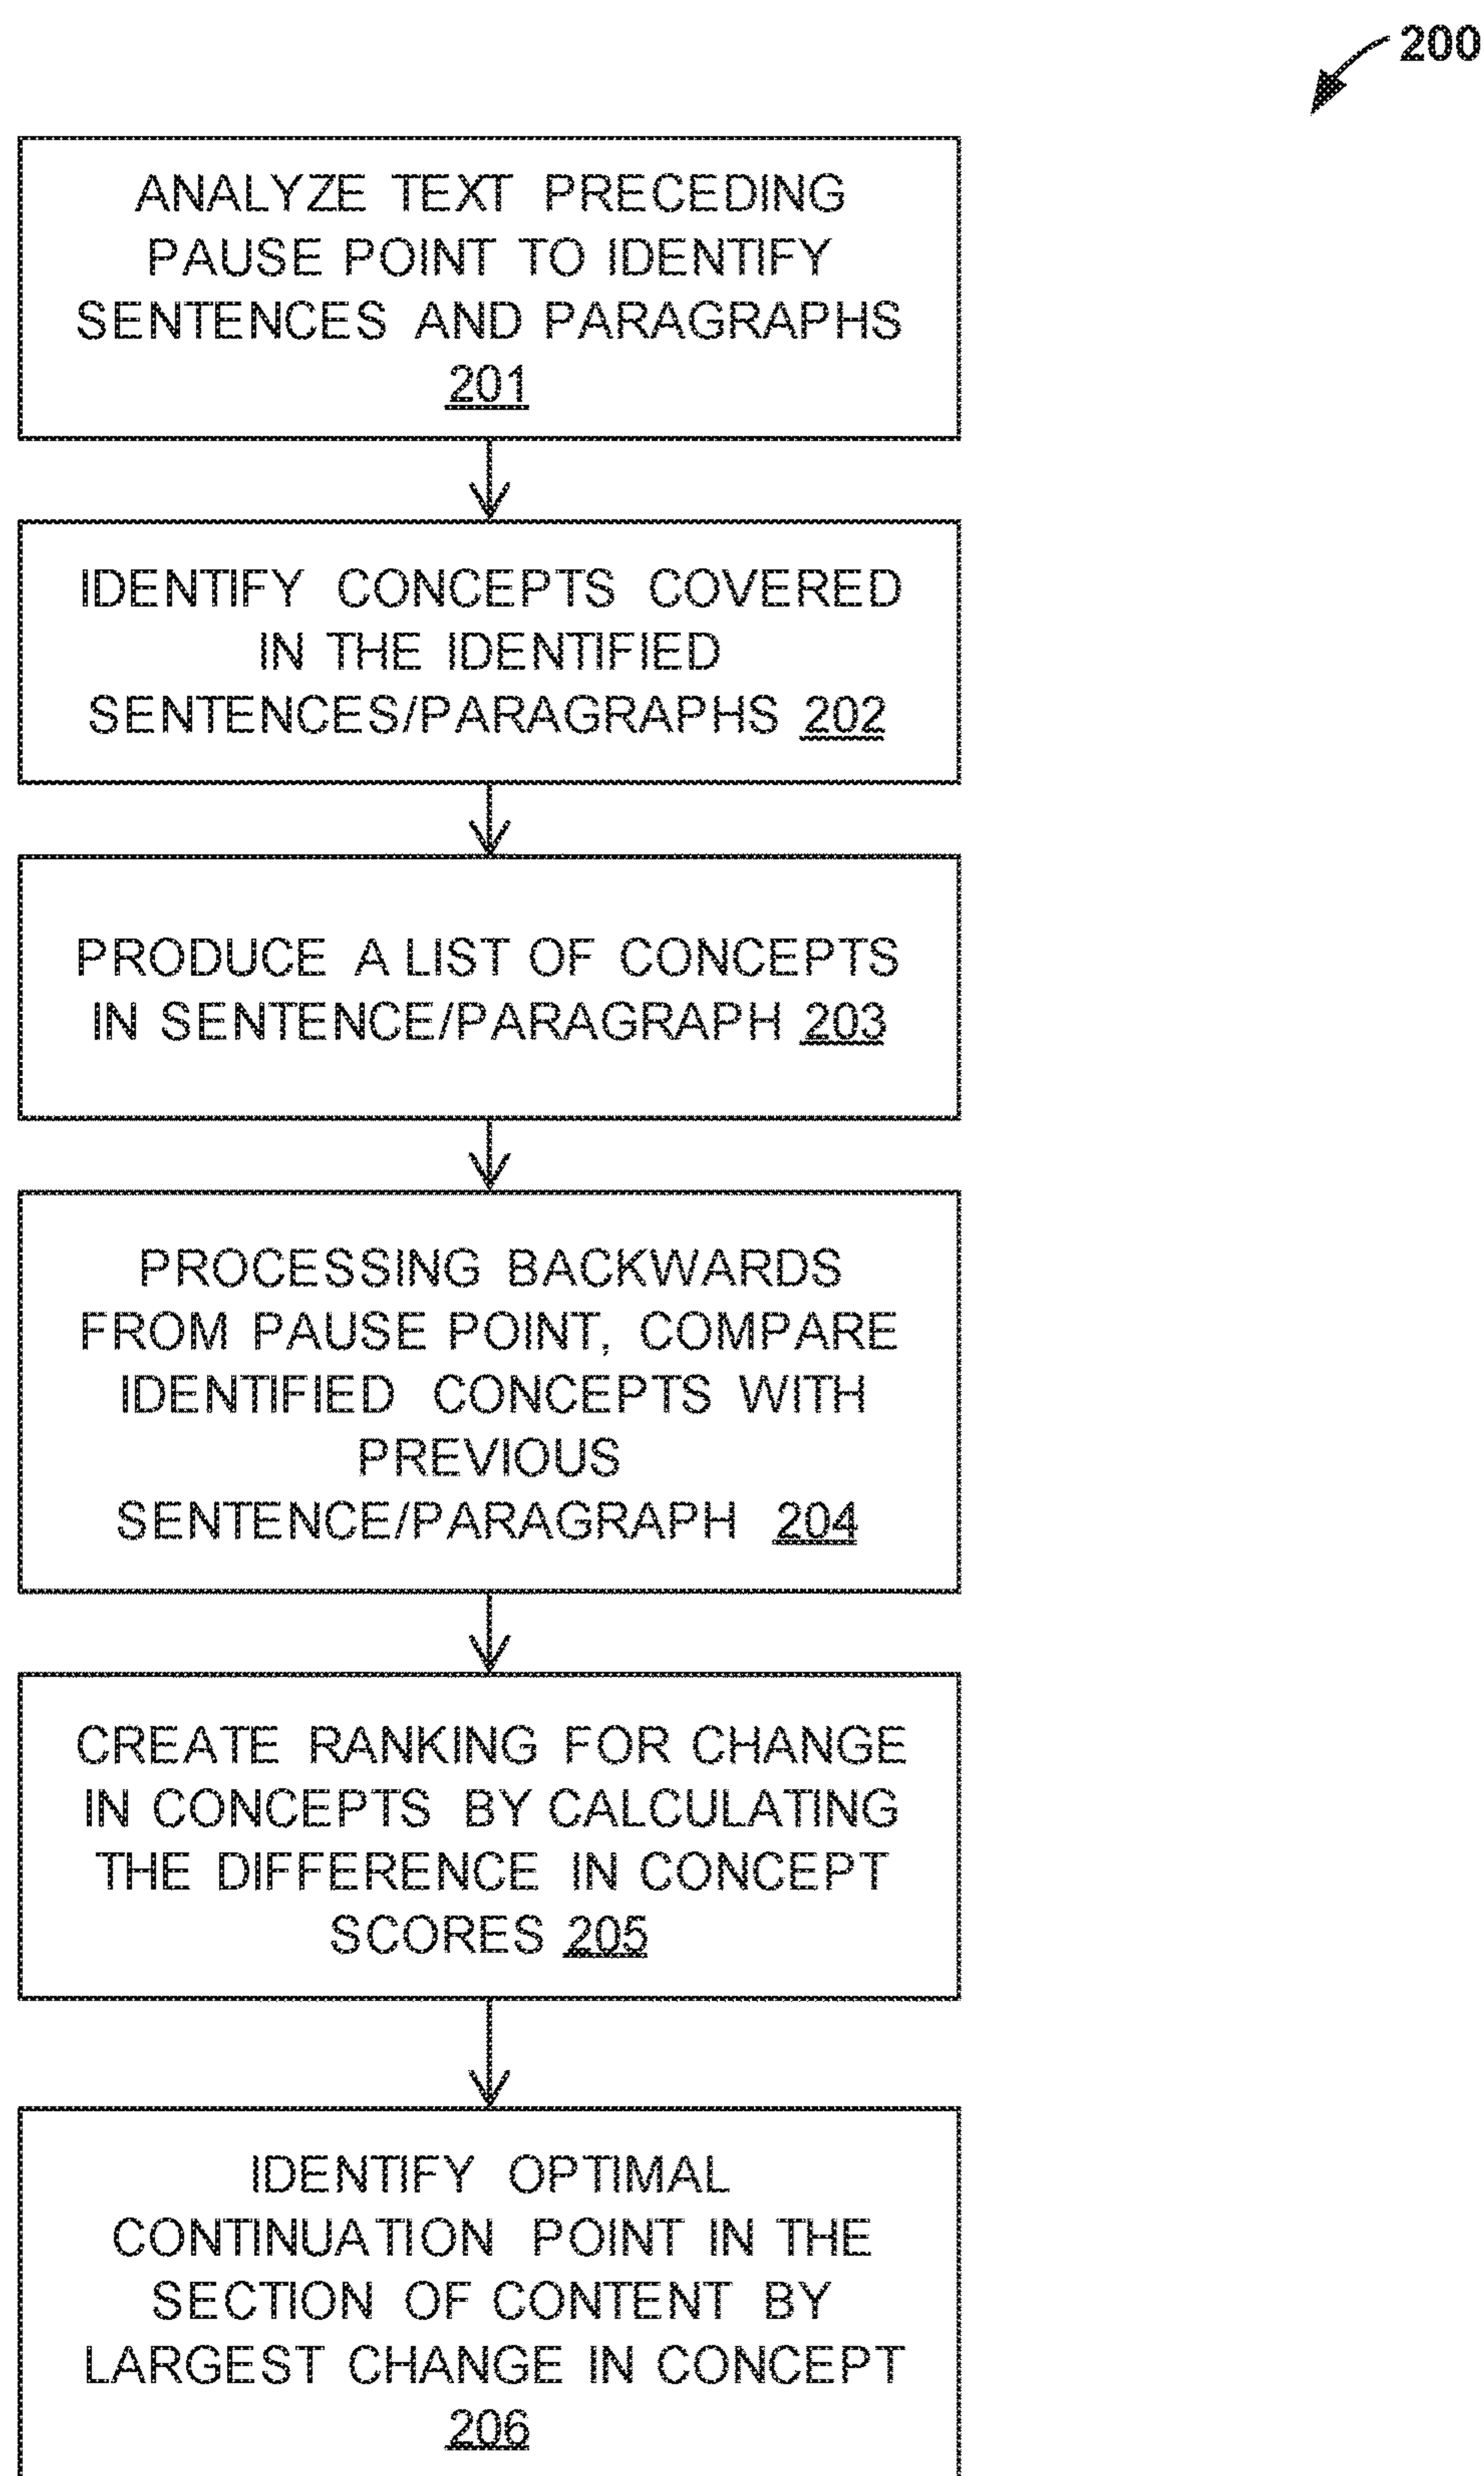 200
ANALYZE TEXT PRECEDING
PAUSE POINT TO IDENTIFY
SENTENCES AND PARAGRAPHS
201
IDENTIFY CONCEPTS COVERED
IN THE IDENTIFIED
SENTENCES/PARAGRAPHS 202
PRODUCE A LIST OF CONCEPTS
IN SENTENCE/PARAGRAPH 203
PROCESSING BACKWARDS
FROM PAUSE POINT, COMPARE
IDENTIFIED CONCEPTS WITH
PREVIOUS
SENTENCE/PARAGRAPH 204
CREATE RANKING FOR CHANGE
IN CONCEPTS BY CALCULATING
THE DIFFERENCE IN CONCEPT
SCORES 205
IDENTIFY OPTIMAL
CONTINUATION POINT IN THE
SECTION OF CONTENT BY
LARGEST CHANGE IN CONCEPT
206